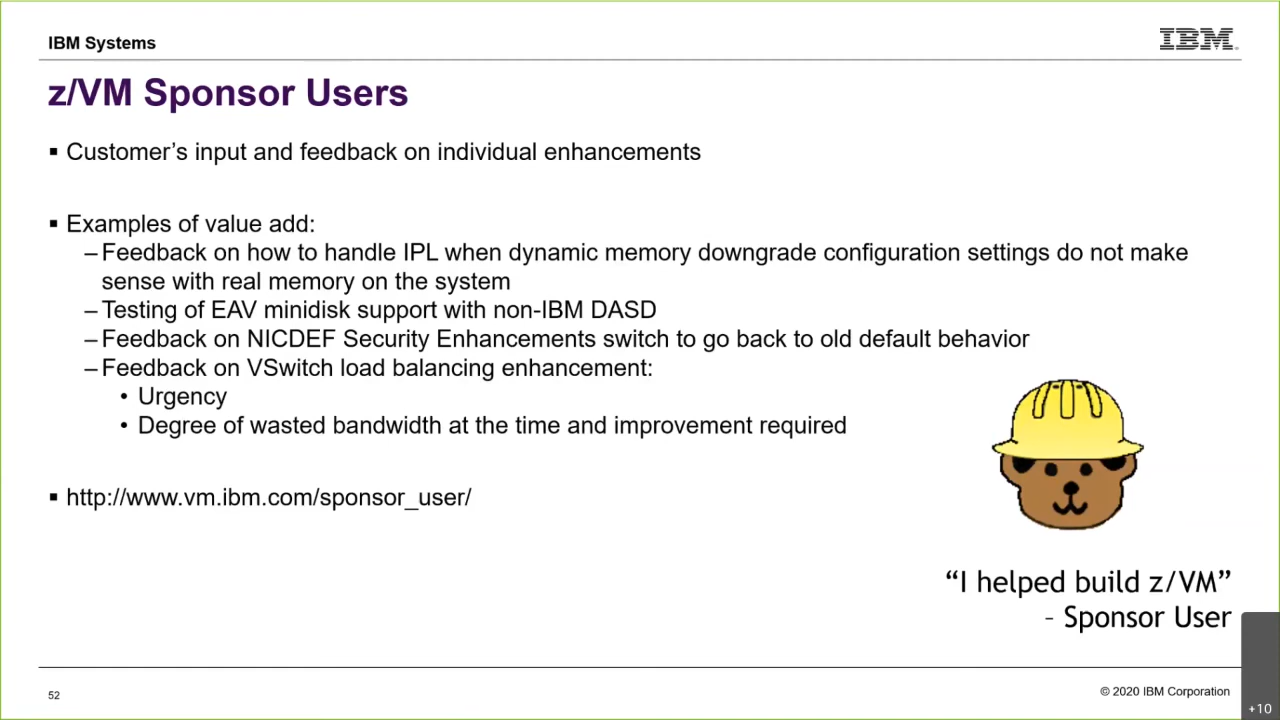 IBM Systems
IBM
z/VM Sponsor Users
▪ Customer’s input and feedback on individual enhancements
▪ Examples of value add:
– Feedback on how to handle IPL when dynamic memory downgrade configuration settings do not make
sense with real memory on the system
– Testing of EAV minidisk support with non-IBM DASD
– Feedback on NICDEF Security Enhancements switch to go back to old default behavior
– Feedback on VSwitch load balancing enhancement:
• Urgency
• Degree of wasted bandwidth at the time and improvement required
▪ http://www.vm.ibm.com/sponsor_user/
“I helped build z/VM”
– Sponsor User
52
© 2020 IBM Corporation
+10